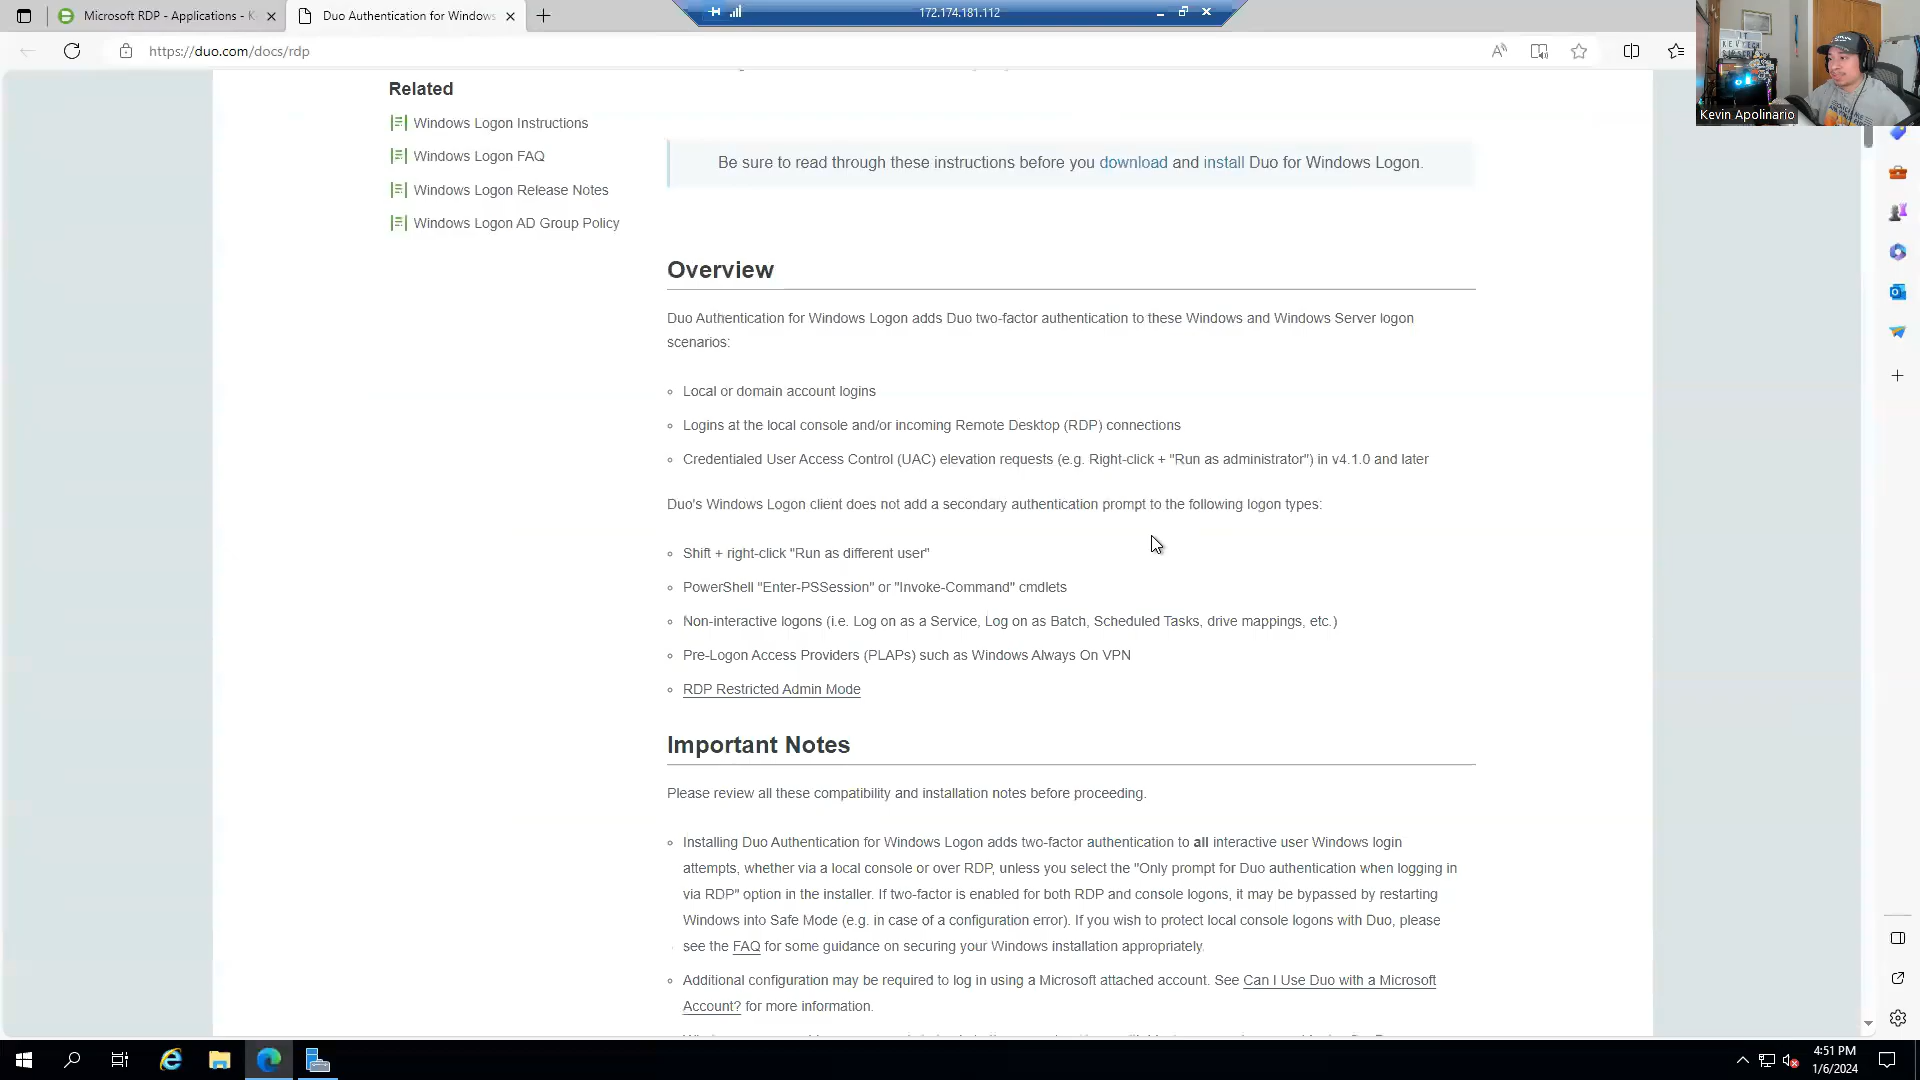 Microsoft RDP - Applications - K
Duo Authentication for Windows
172.174.181.112
https://duo.com/docs/rdp
Kevin Apolinario
Related
Windows Logon Instructions
Windows Logon FAQ
Windows Logon Release Notes
Windows Logon AD Group Policy
Be sure to read through these instructions before you download and install Duo for Windows Logon.
Overview
Duo Authentication for Windows Logon adds Duo two-factor authentication to these Windows and Windows Server logon
scenarios:
Local or domain account logins
Logins at the local console and/or incoming Remote Desktop (RDP) connections
Credentialed User Access Control (UAC) elevation requests (e.g. Right-click + "Run as administrator") in v4.1.0 and later
Duo's Windows Logon client does not add a secondary authentication prompt to the following logon types:
Shift + right-click "Run as different user"
PowerShell "Enter-PSSession" or "Invoke-Command" cmdlets
Non-interactive logons (i.e. Log on as a Service, Log on as Batch, Scheduled Tasks, drive mappings, etc.)
Pre-Logon Access Providers (PLAPs) such as Windows Always On VPN
RDP Restricted Admin Mode
Important Notes
Please review all these compatibility and installation notes before proceeding.
Installing Duo Authentication for Windows Logon adds two-factor authentication to all interactive user Windows login
attempts, whether via a local console or over RDP, unless you select the "Only prompt for Duo authentication when logging in
via RDP" option in the installer. If two-factor is enabled for both RDP and console logons, it may be bypassed by restarting
Windows into Safe Mode (e.g. in case of a configuration error). If you wish to protect local console logons with Duo, please
see the FAQ for some guidance on securing your Windows installation appropriately.
Additional configuration may be required to log in using a Microsoft attached account. See Can I Use Duo with a Microsoft
Account? for more information.
4:51 PM
1/6/2024